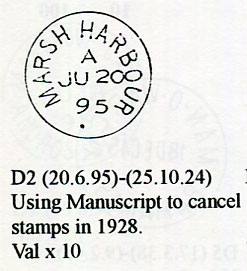 MARSH HARBOUR
A
JU 20
95
D2 (20.6.95)-(25.10.24)
Using Manuscript to cancel
stamps in 1928.
Val x 10